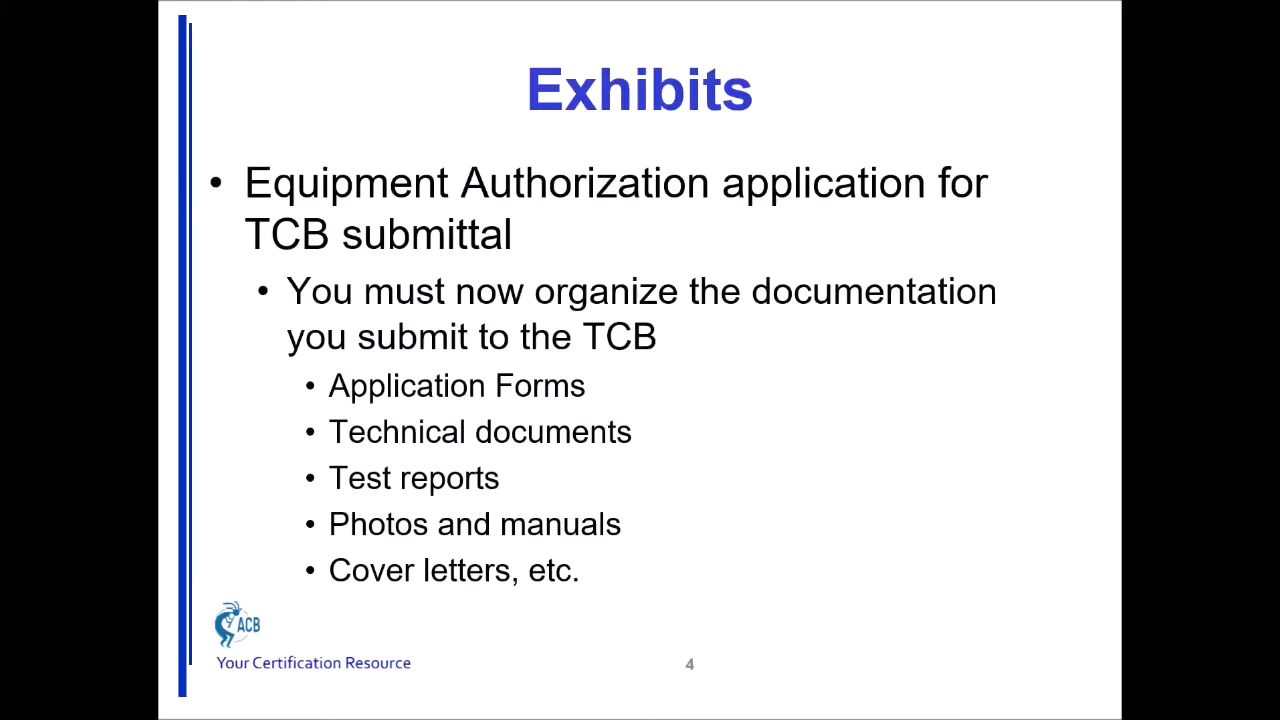 Exhibits
• Equipment Authorization application for
TCB submittal
• You must now organize the documentation
you submit to the TCB
• Application Forms
• Technical documents
• Test reports
• Photos and manuals
• Cover letters, etc.
ACB
Your Certification Resource
4